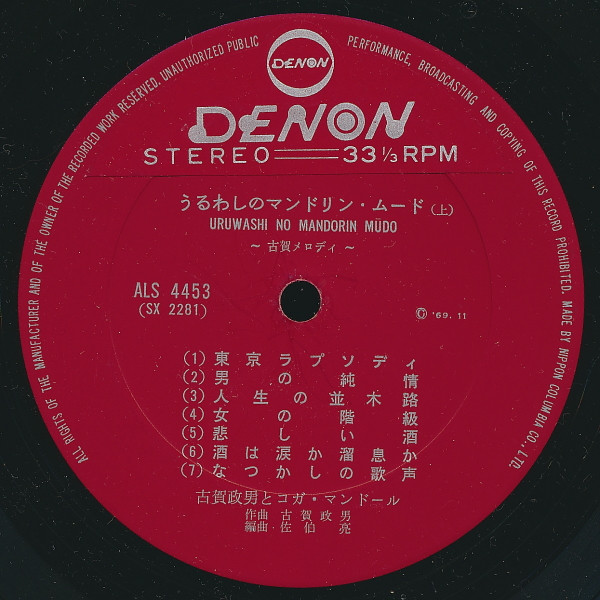 ALL RIGHTS OF THE MANUFACTURER AND OF THE OWNER OF THE RECORDED WORK RESERVED. UNAUTHORIZED PUBLIC PERFORMANCE, BROADCASTING AND COPYING OF THIS RECORD PROHIBITED. MADE BY NIPPON COLUMBIA CO., LTD.
DENON
DENON
STEREO 33 1/3 RPM
うるわしのマンドリン・ムード(上)
URUWASHI NO MANDORIN MŪDO
~ 古賀メロディ ~
ALS 4453
(SX 2281)
© '69. 11
(1) 東京ラプソディ
(2) 男の純情
(3) 人生の並木路
(4) 女の階級
(5) 悲しい酒
(6) 酒は涙か溜息か
(7) なつかしの歌声
古賀政男とコガ・マンドール
作曲 古賀政男
編曲・佐伯 亮